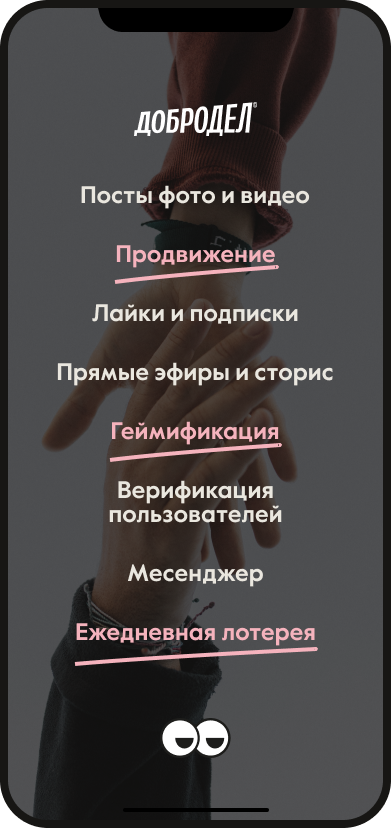 ДОБРОДЕЛ®
Посты фото и видео
Продвижение
Лайки и подписки
Прямые эфиры и сторис
Геймификация
Верификация
пользователей
Месенджер
Ежедневная лотерея